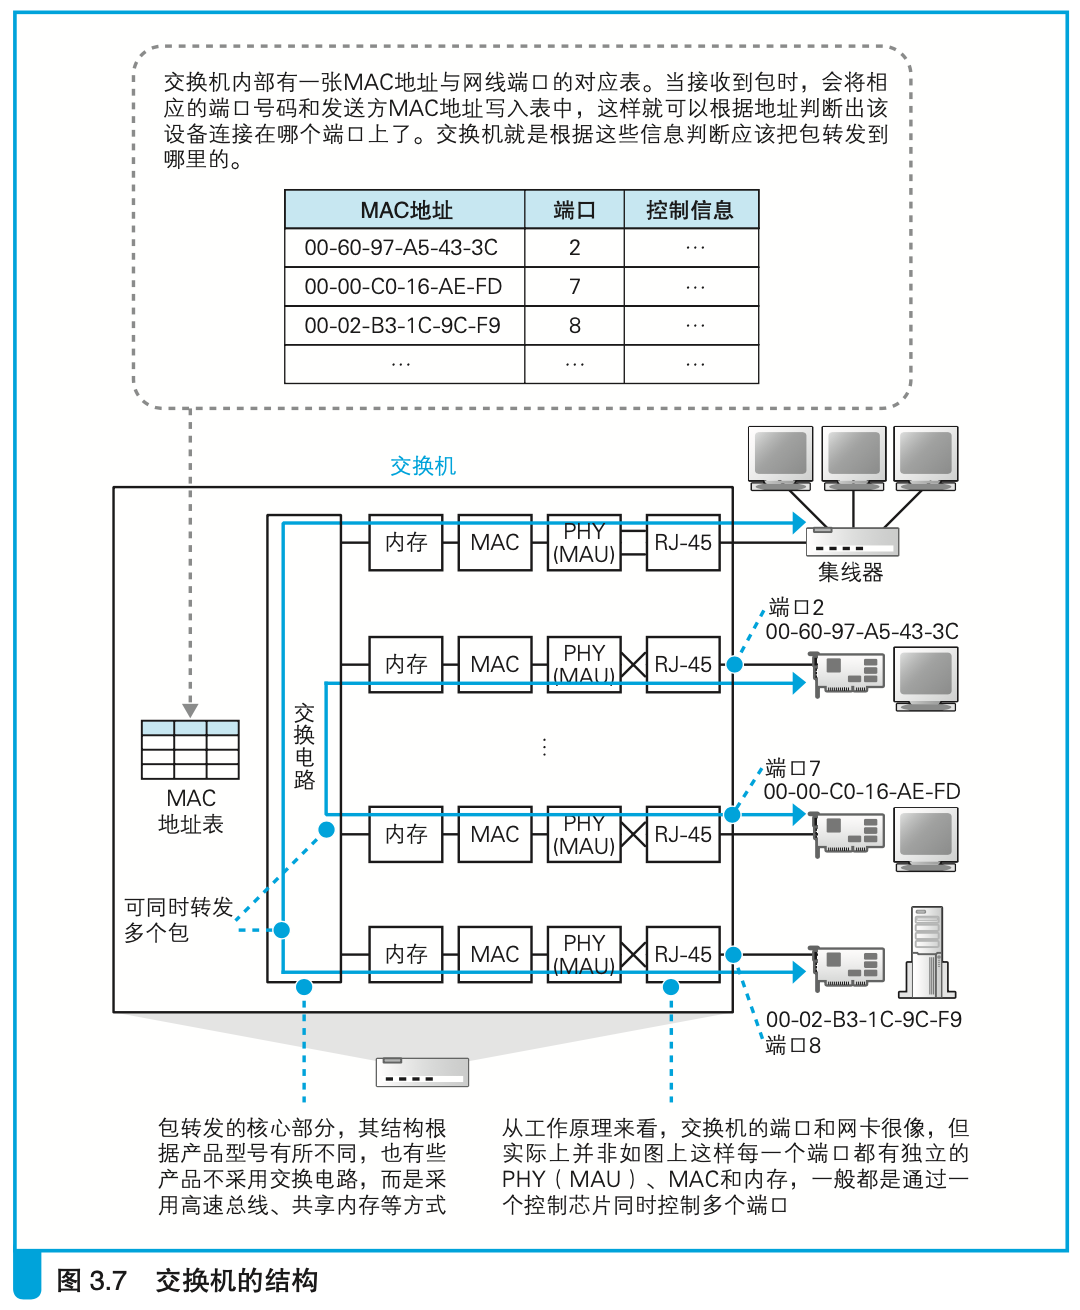 交换机内部有一张MAC地址与网线端口的对应表。当接收到包时，会将相
应的端口号码和发送方MAC地址写入表中，这样就可以根据地址判断出该
设备连接在哪个端口上了。交换机就是根据这些信息判断应该把包转发到
哪里的。
MAC地址 端口 控制信息
00-60-97-A5-43-3C 2 …
00-00-C0-16-AE-FD 7 …
00-02-B3-1C-9C-F9 8 …
… … …
交换机
内存 MAC PHY (MAU) RJ-45
集线器
端口2
00-60-97-A5-43-3C
内存 MAC PHY (MAU) RJ-45
交换电路
…
MAC
地址表
端口7
00-00-C0-16-AE-FD
内存 MAC PHY (MAU) RJ-45
可同时转发
多个包
内存 MAC PHY (MAU) RJ-45
00-02-B3-1C-9C-F9
端口8
包转发的核心部分，其结构根
据产品型号有所不同，也有些
产品不采用交换电路，而是采
用高速总线、共享内存等方式
从工作原理来看，交换机的端口和网卡很像，但
实际上并非如图上这样每一个端口都有独立的
PHY（MAU）、MAC和内存，一般都是通过一
个控制芯片同时控制多个端口
图 3.7 交换机的结构